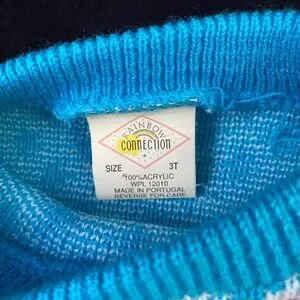 RAINBOW
CONNECTION
SIZE 3T
100%ACRYLIC
WPL 12010
MADE IN PORTUGAL
REVERSE FOR CARE